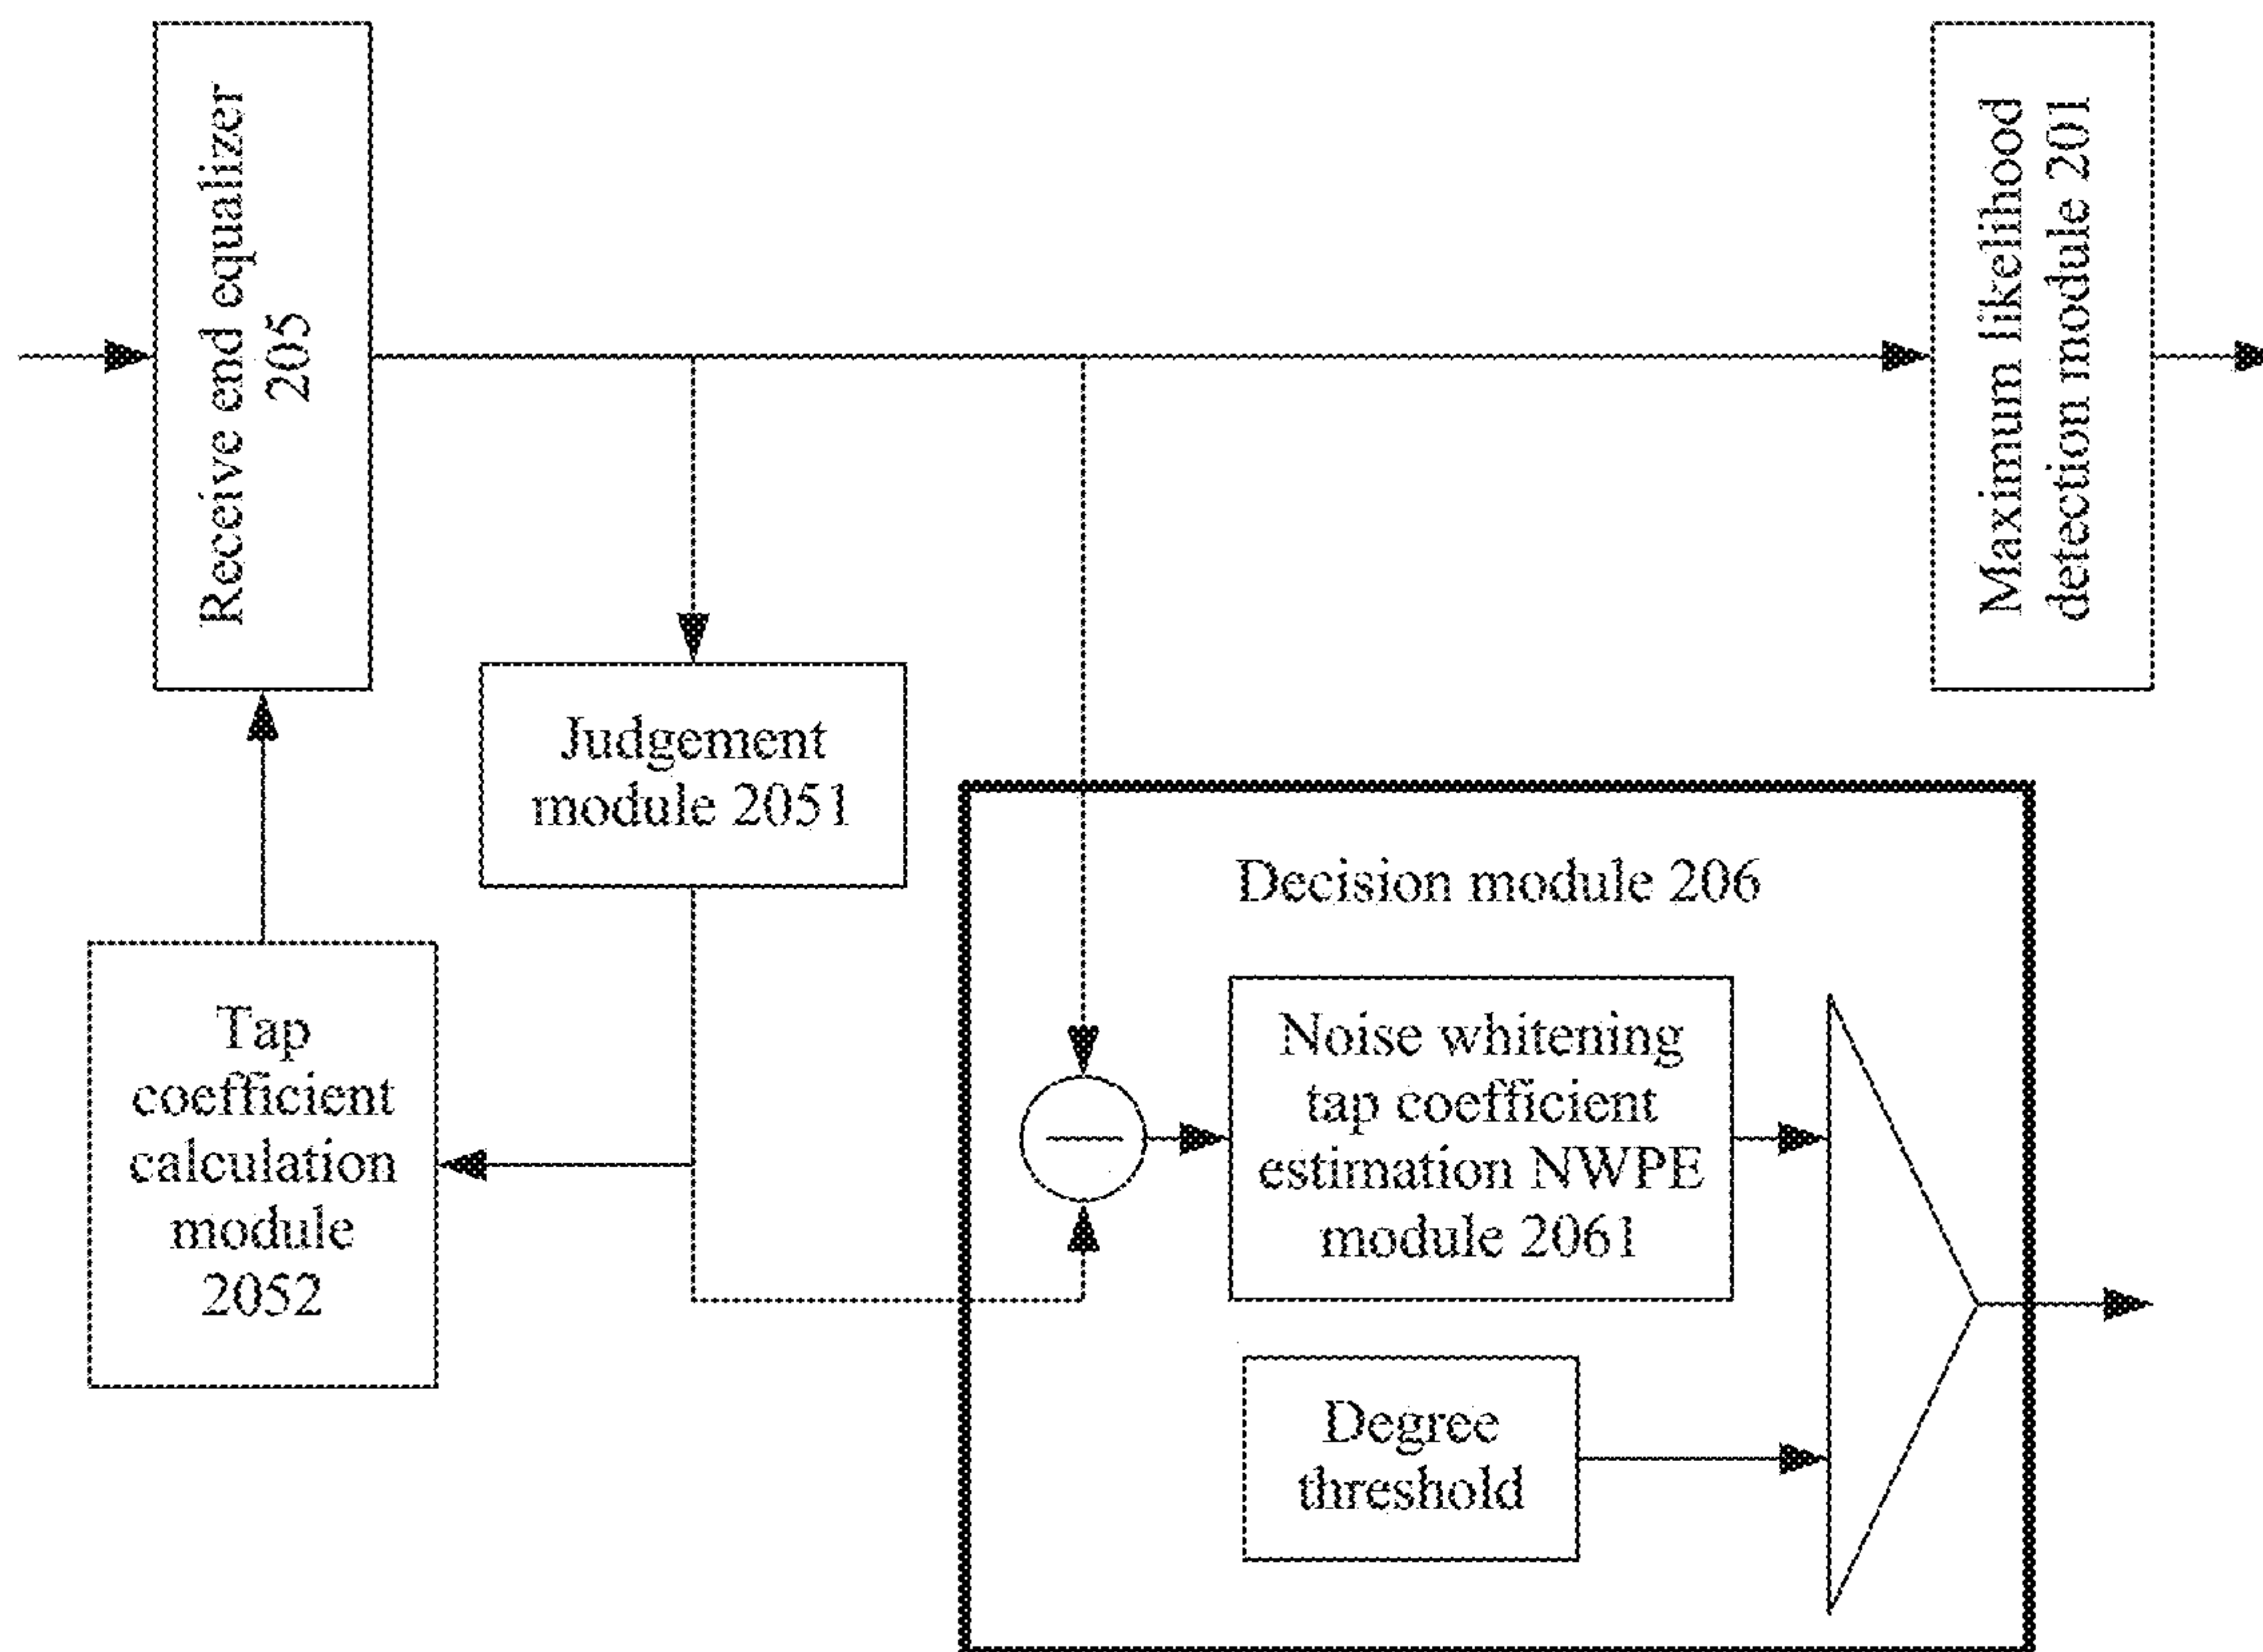 Receive end equalizer
205
Maximum likelihood
detection module 201
Judgement
module 2051
Decision module 206
Tap
coefficient
calculation
module
2052
Noise whitening
tap coefficient
estimation NWPE
module 2061
Degree
threshold